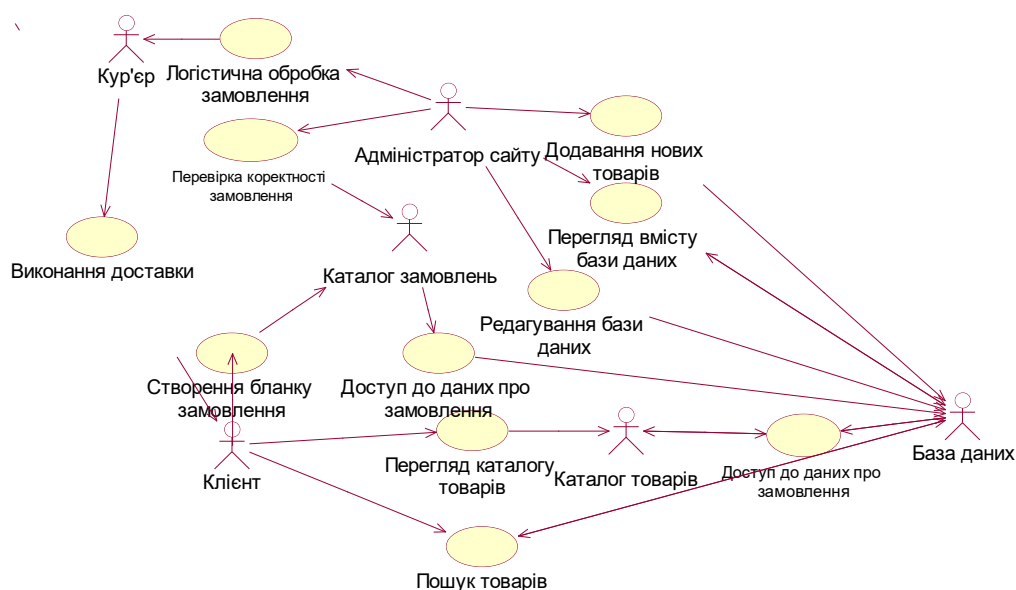 Кур'єр
Логістична обробка
замовлення
Адміністратор сайту
Додавання нових
товарів
Перевірка коректності
замовлення
Перегляд вмісту
бази даних
Виконання доставки
Каталог замовлень
Редагування бази
даних
Створення бланку
замовлення
Доступ до даних про
замовлення
Клієнт
Перегляд каталогу
товарів
Каталог товарів
Доступ до даних про
замовлення
База даних
Пошук товарів